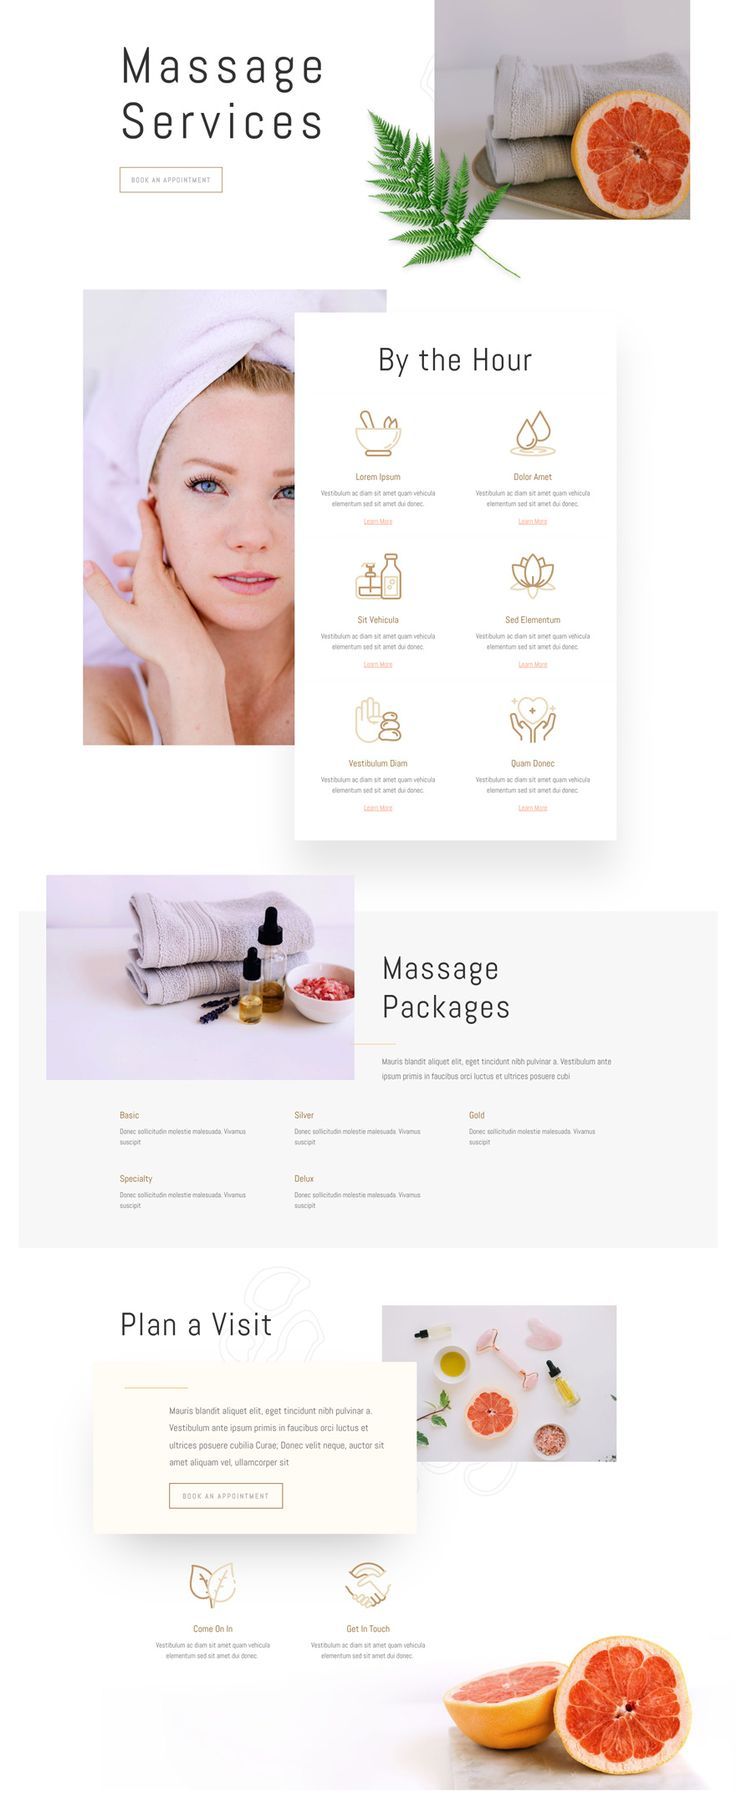 Massage
Services
BOOK AN APPOINTMENT
By the Hour
Lorem Ipsum
Vestibulum ac diam sit amet quam vehicula
elementum sed sit amet dui donec.
Learn More
Dolor Amet
Vestibulum ac diam sit amet quam vehicula
elementum sed sit amet dui donec.
Learn More
Sit Vehicula
Vestibulum ac diam sit amet quam vehicula
elementum sed sit amet dui donec.
Learn More
Sed Elementum
Vestibulum ac diam sit amet quam vehicula
elementum sed sit amet dui donec.
Learn More
Vestibulum Diam
Vestibulum ac diam sit amet quam vehicula
elementum sed sit amet dui donec.
Learn More
Quam Donec
Vestibulum ac diam sit amet quam vehicula
elementum sed sit amet dui donec.
Learn More
Massage
Packages
Mauris blandit aliquet elit, eget tincidunt nibh pulvinar a. Vestibulum ante
ipsum primis in faucibus orci luctus et ultrices posuere cubi
Basic
Donec sollicitudin molestie malesuada. Vivamus
suscipit
Silver
Donec sollicitudin molestie malesuada. Vivamus
suscipit
Gold
Donec sollicitudin molestie malesuada. Vivamus
suscipit
Specialty
Donec sollicitudin molestie malesuada. Vivamus
suscipit
Delux
Donec sollicitudin molestie malesuada. Vivamus
suscipit
Plan a Visit
Mauris blandit aliquet elit, eget tincidunt nibh pulvinar a.
Vestibulum ante ipsum primis in faucibus orci luctus et
ultrices posuere cubilia Curae; Donec velit neque, auctor sit
amet aliquam vel, ullamcorper sit
BOOK AN APPOINTMENT
Come On In
Vestibulum ac diam sit amet quam vehicula
elementum sed sit amet dui donec.
Get In Touch
Vestibulum ac diam sit amet quam vehicula
elementum sed sit amet dui donec.